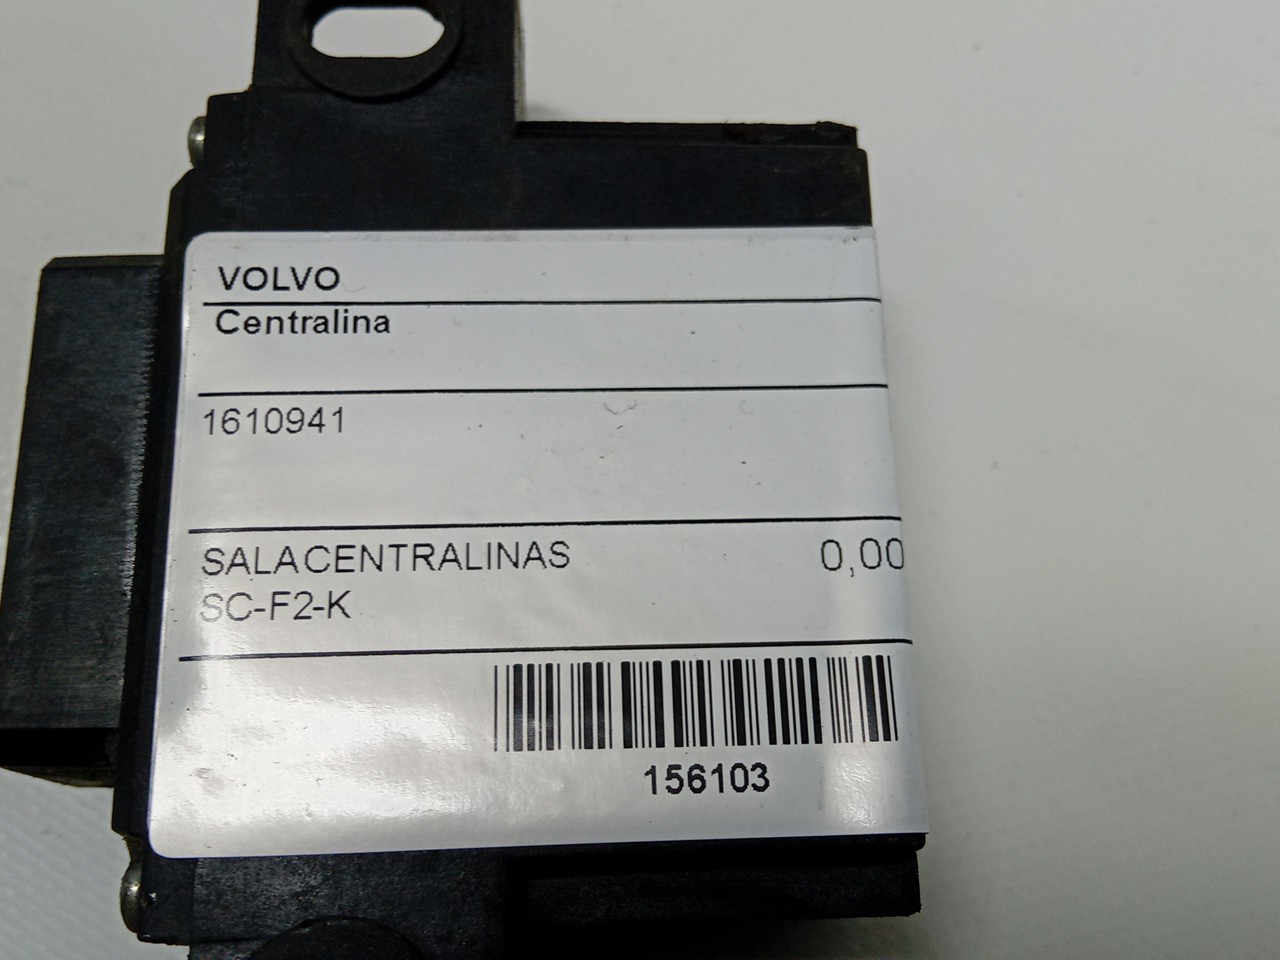 VOLVO
Centralina
1610941
SALACENTRALINAS 0,00
SC-F2-K
156103